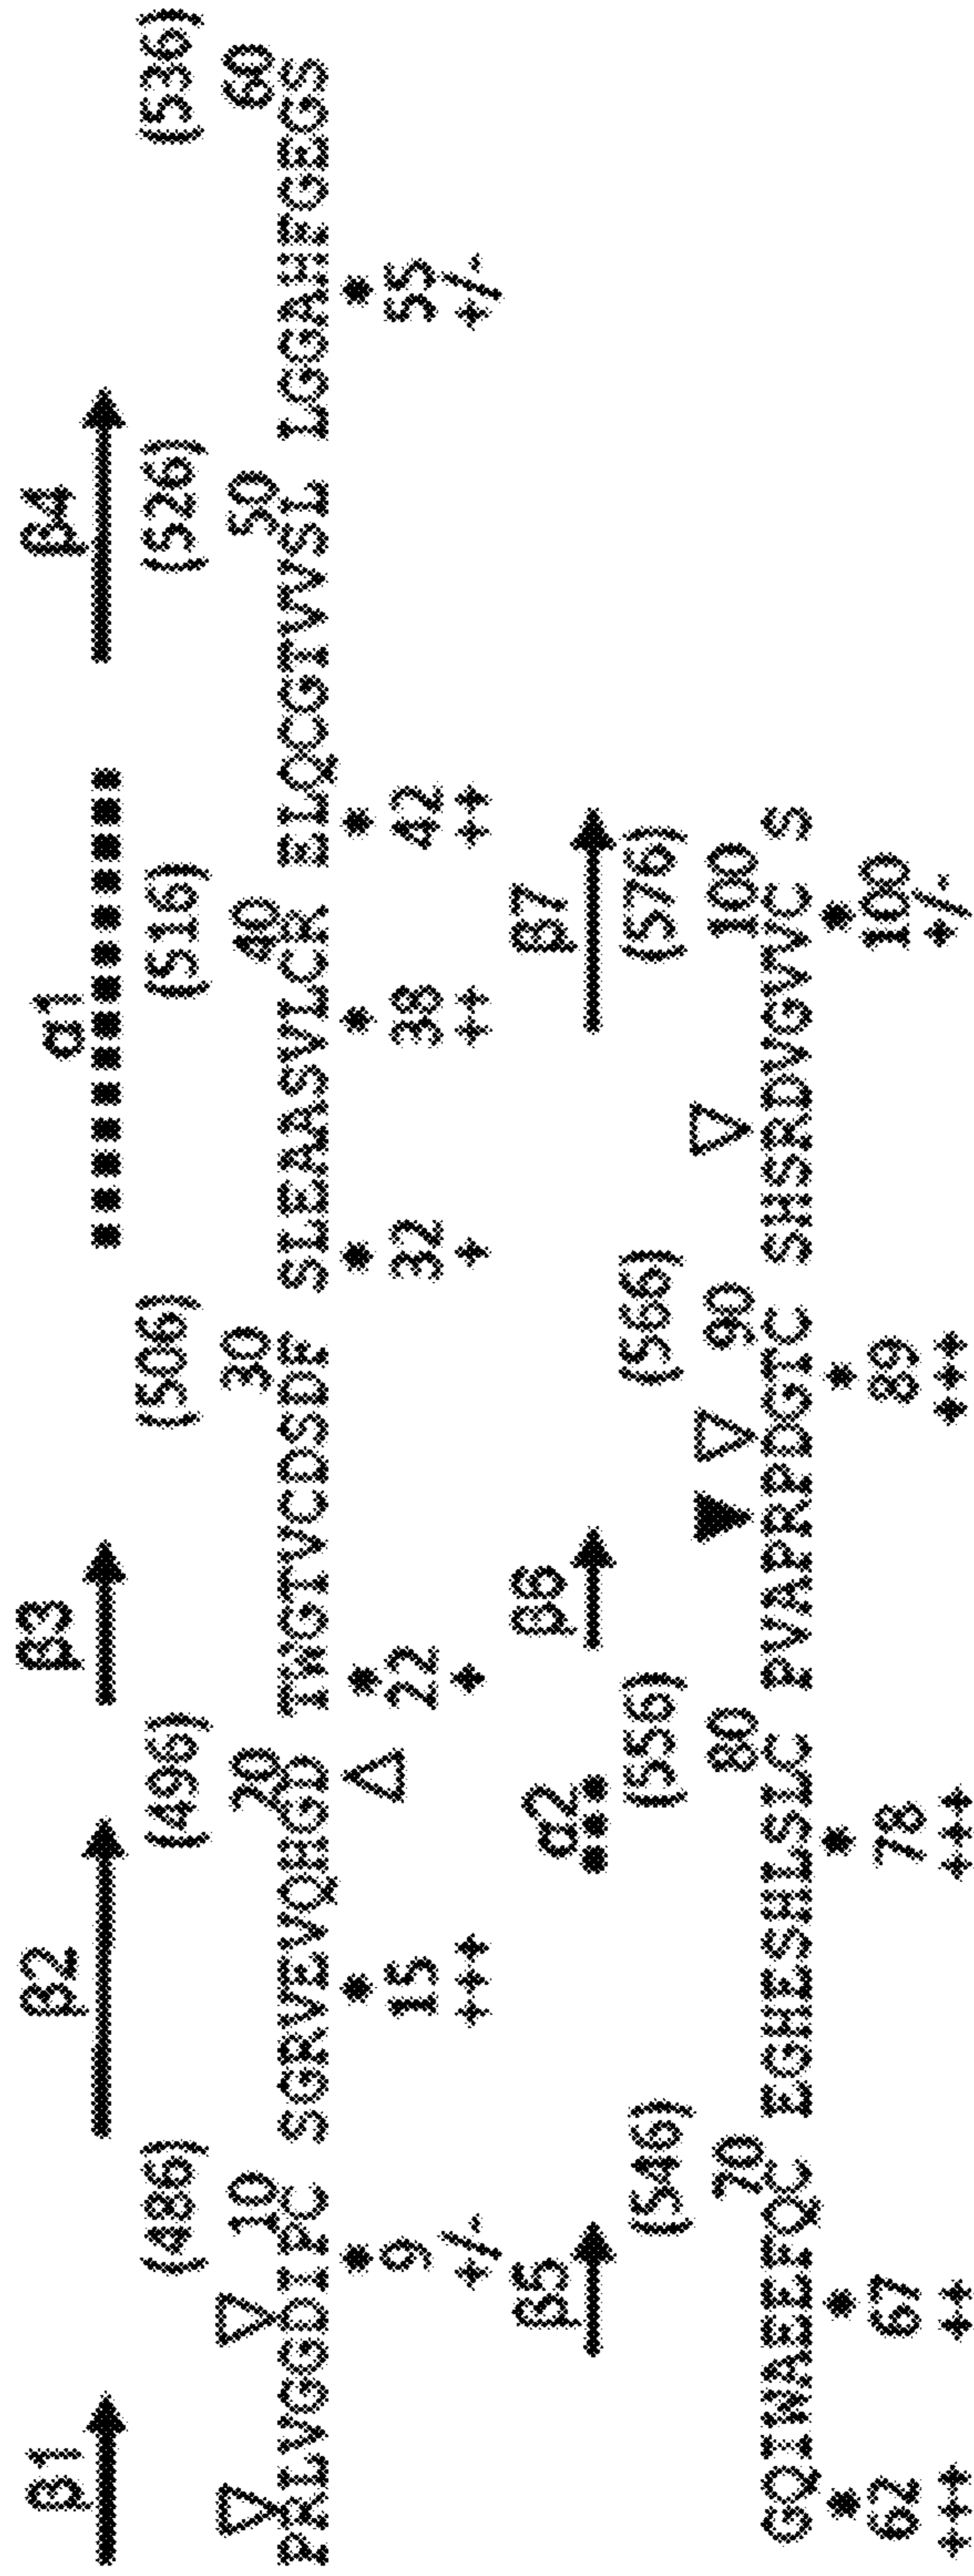 β1 β2 β3 α1 β4
(486) (496) (506) (516) (526) (536)
10 20 30 40 50 60
PRLVGGDIPC SGRVEVQHGD TWGTVCDSDF SLEAASVLCR ELQCGTVVSL LGGAHFGEGS
* * * * * * *
9 15 22 32 38 42 55
+/- +++ + + ++ ++ +/-
β5 α2 β6 β7
(546) (556) (566) (576)
70 80 90 100
GQIWAEEFQC EGHESHLSLC PVAPRPDGTC SHSRDVGVVC S
* * * * *
62 67 78 89 100
+++ ++ +++ +++ +/-